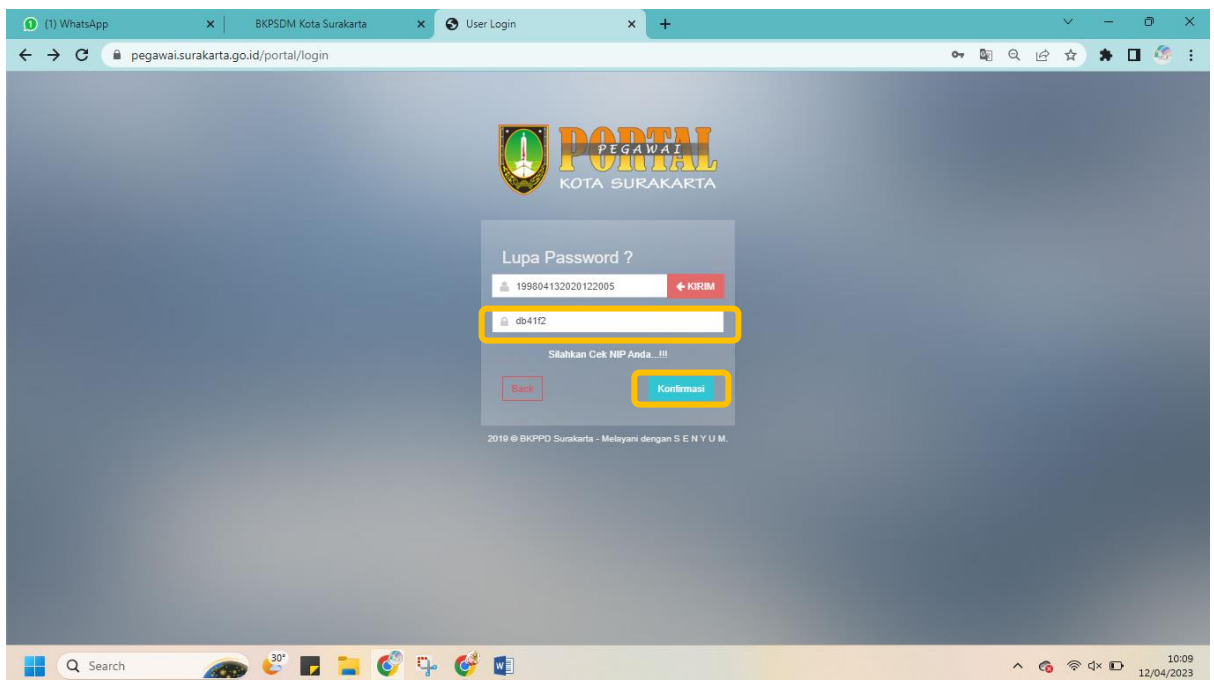 (1) WhatsApp
BKPSDM Kota Surakarta
User Login
pegawai.surakarta.go.id/portal/login
PORTAL
PEGAWAI
KOTA SURAKARTA
Lupa Password ?
199804132020122005
KIRIM
db41f2
Silahkan Cek NIP Anda...!!!
Back
Konfirmasi
2019 © BKPPD Surakarta - Melayani dengan S E N Y U M.
Search
30°
10:09
12/04/2023